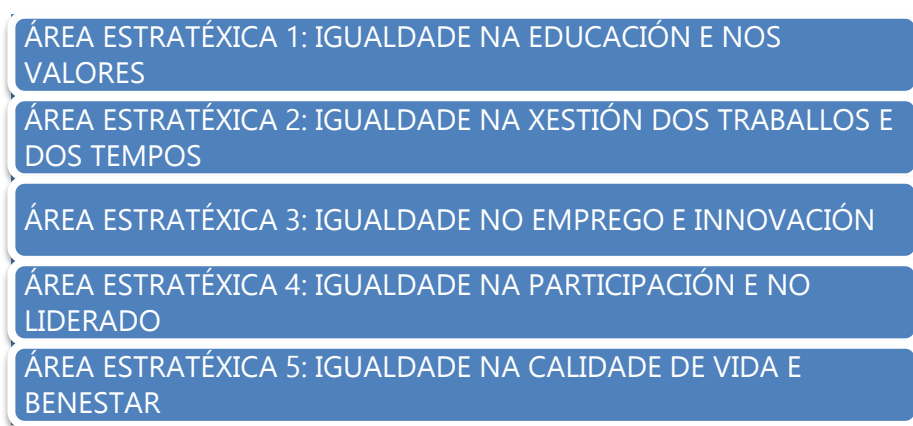 ÁREA ESTRATÉXICA 1: IGUALDADE NA EDUCACIÓN E NOS
VALORES
ÁREA ESTRATÉXICA 2: IGUALDADE NA XESTIÓN DOS TRABALLOS E
DOS TEMPOS
ÁREA ESTRATÉXICA 3: IGUALDADE NO EMPREGO E INNOVACIÓN
ÁREA ESTRATÉXICA 4: IGUALDADE NA PARTICIPACIÓN E NO
LIDERADO
ÁREA ESTRATÉXICA 5: IGUALDADE NA CALIDADE DE VIDA E
BENESTAR